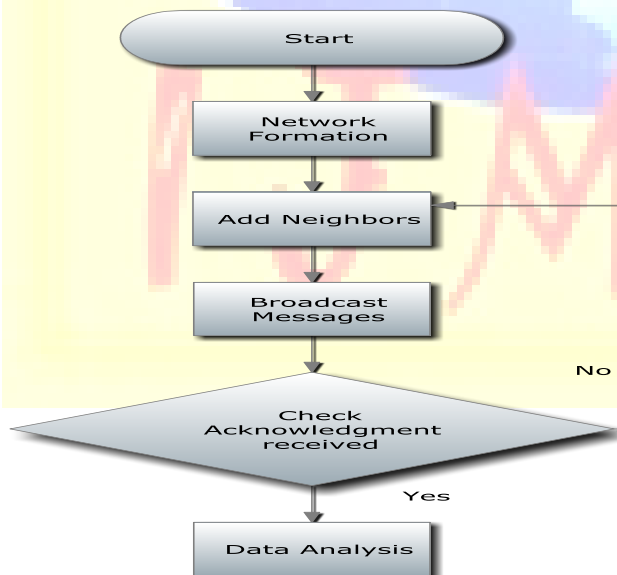 Start
Network
Formation
Add Neighbors
Broadcast
Messages
No
Check
Acknowledgment
received
Yes
Data Analysis